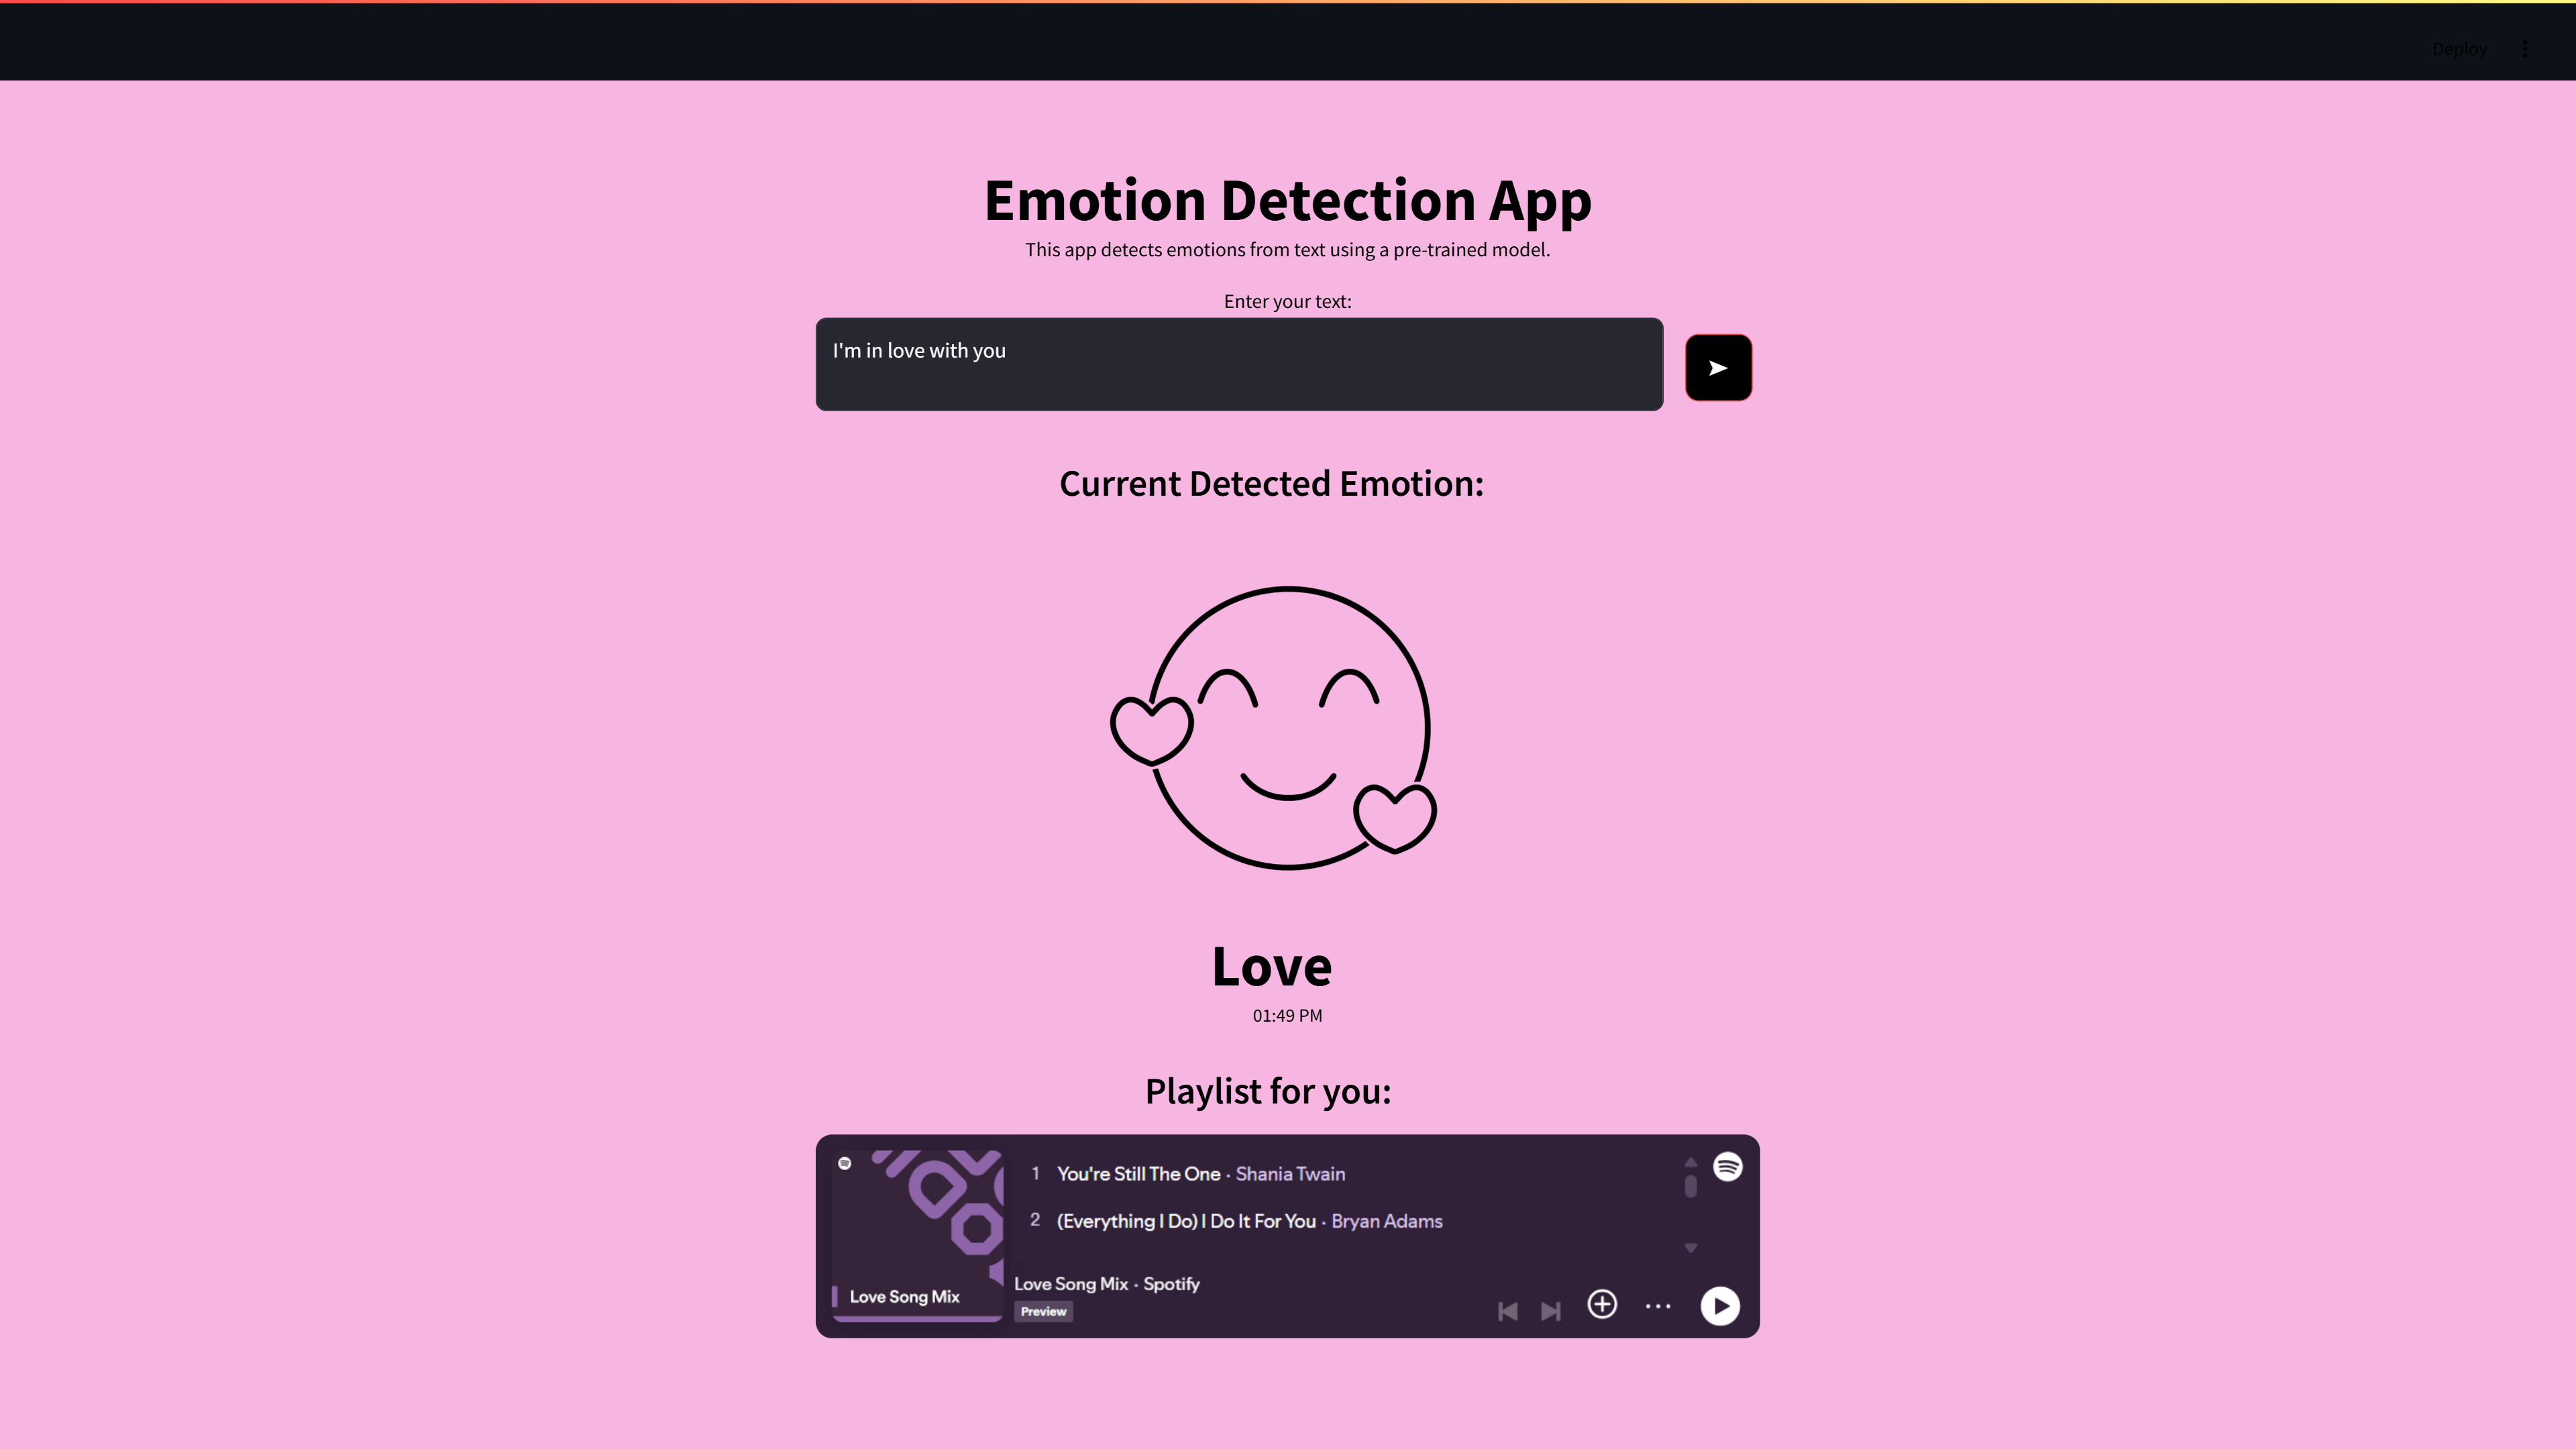 Deploy
Emotion Detection App
This app detects emotions from text using a pre-trained model.
Enter your text:
I'm in love with you
Current Detected Emotion:
Love
01:49 PM
Playlist for you:
1 You're Still The One · Shania Twain
2 (Everything I Do) I Do It For You · Bryan Adams
Love Song Mix
Love Song Mix · Spotify
Preview